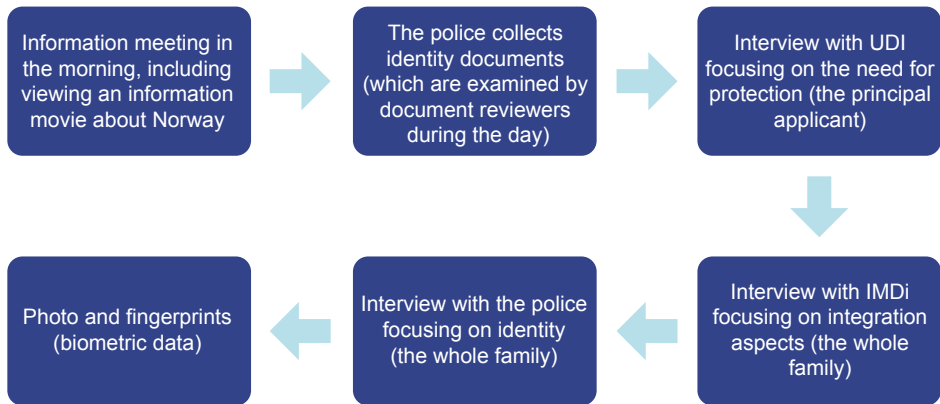 Information meeting in
the morning, including
viewing an information
movie about Norway
The police collects
identity documents
(which are examined by
document reviewers
during the day)
Interview with UDI
focusing on the need for
protection (the principal
applicant)
Interview with IMDi
focusing on integration
aspects (the whole
family)
Interview with the police
focusing on identity
(the whole family)
Photo and fingerprints
(biometric data)